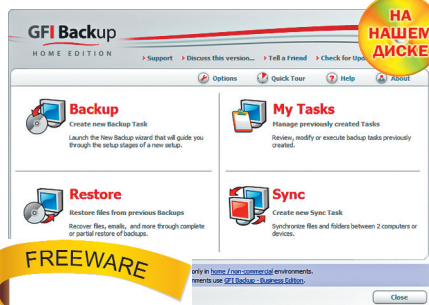 GFI Backup
HOME EDITION
НА
НАШЕМ
ДИСКЕ
Support
Discuss this version...
Tell a Friend
Check for
Options
Quick Tour
Help
About
Backup
Create new Backup Task
Launch the New Backup wizard that will guide you
through the setup stages of a new setup.
My Tasks
Manage previously created Tasks
Review, modify or execute backup tasks previously
created.
Restore
Restore files from previous Backups
Recover files, emails, and more through complete
or partial restore of backups.
Sync
Create new Sync Task
Synchronize files and folders between 2 computers or
devices.
FREEWARE
only in home / non-commercial environments.
nments use GFI Backup - Business Edition.
Close